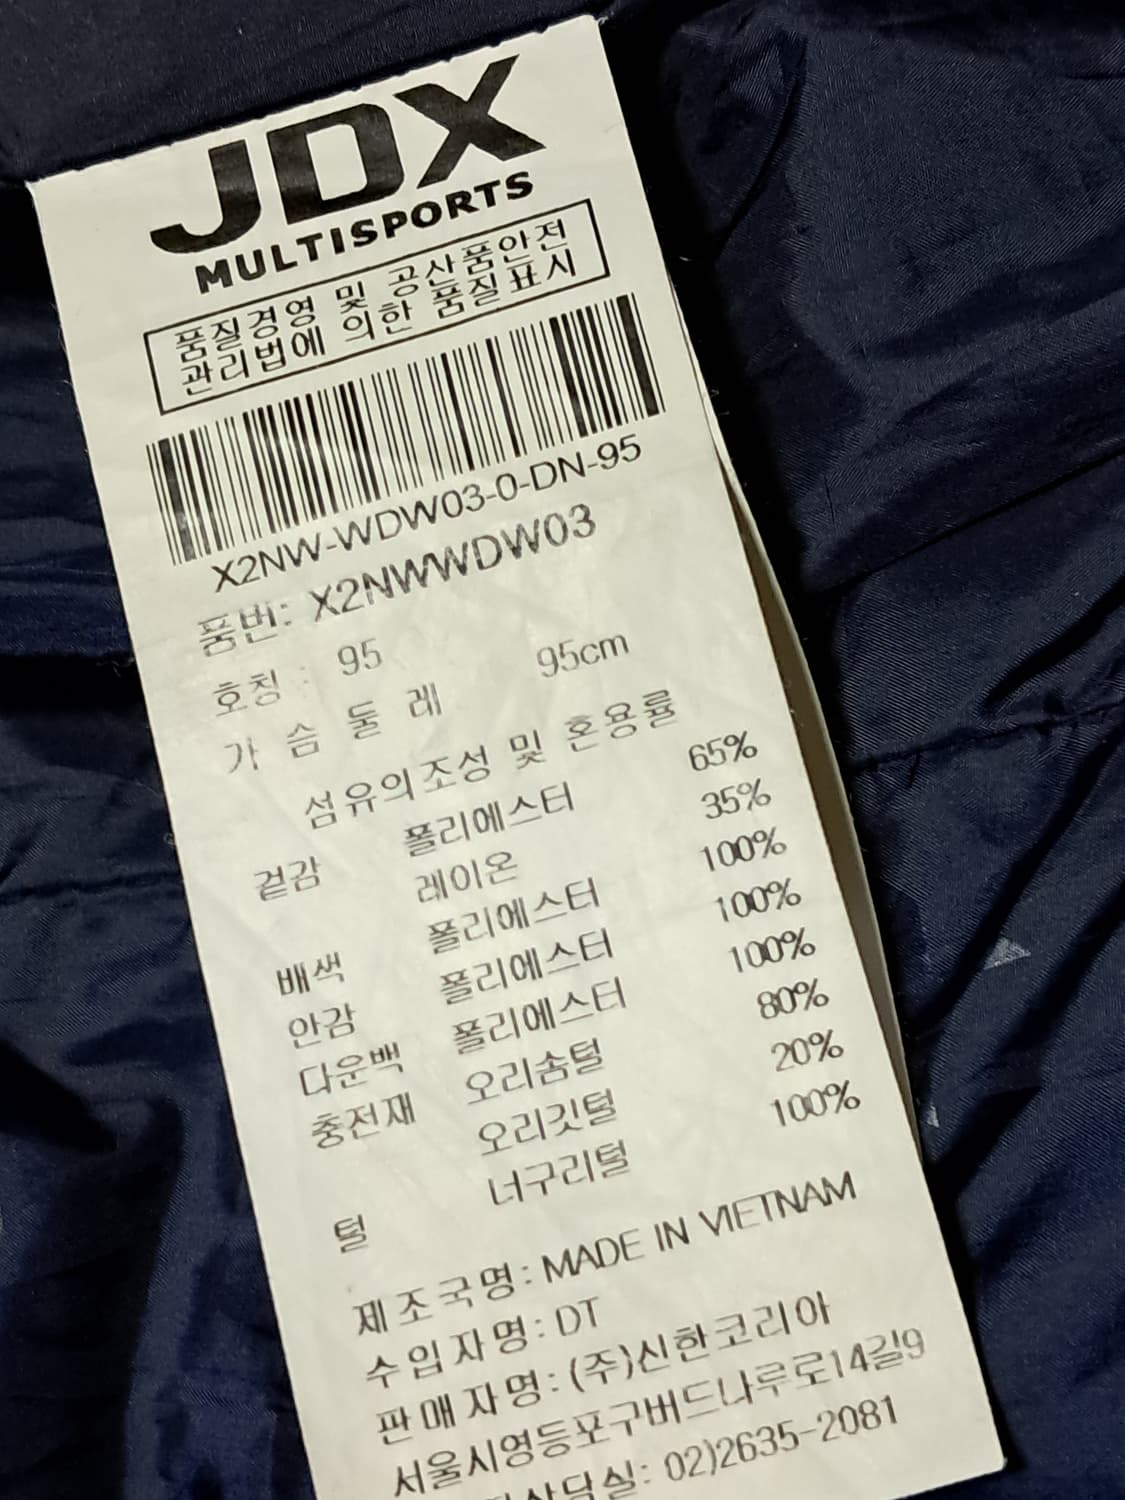 JDX
MULTISPORTS
품질경영 및 공산품안전
관리법에 의한 품질표시
X2NW-WDW03-0-DN-95
품번: X2NWWDW03
호칭 : 95
가 슴 둘 레 95cm
섬유의조성 및 혼용률
겉감 폴리에스터 65%
레이온 35%
배색 폴리에스터 100%
안감 폴리에스터 100%
다운백 폴리에스터 100%
충전재 오리솜털 80%
오리깃털 20%
털 너구리털 100%
제조국명: MADE IN VIETNAM
수입자명: DT
판매자명: (주)신한코리아
서울시영등포구버드나루로14길9
상담실: 02)2635-2081